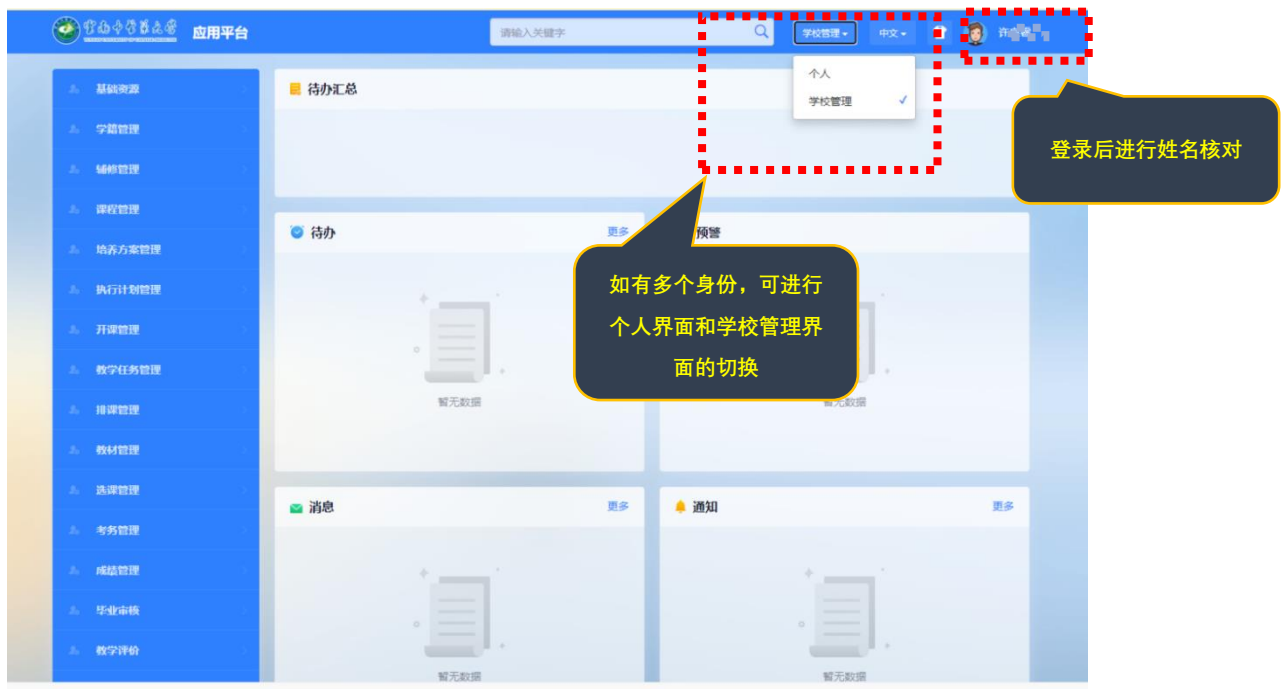 应用平台
请输入关键字
学校管理
中文
个人
学校管理
登录后进行姓名核对
基础资源
学籍管理
辅修管理
课程管理
培养方案管理
执行计划管理
开课管理
教学任务管理
排课管理
教材管理
选课管理
考务管理
成绩管理
毕业审核
教学评价
待办汇总
待办
更多
预警
如有多个身份，可进行
个人界面和学校管理界
面的切换
暂无数据
暂无数据
消息
更多
通知
更多
暂无数据
暂无数据